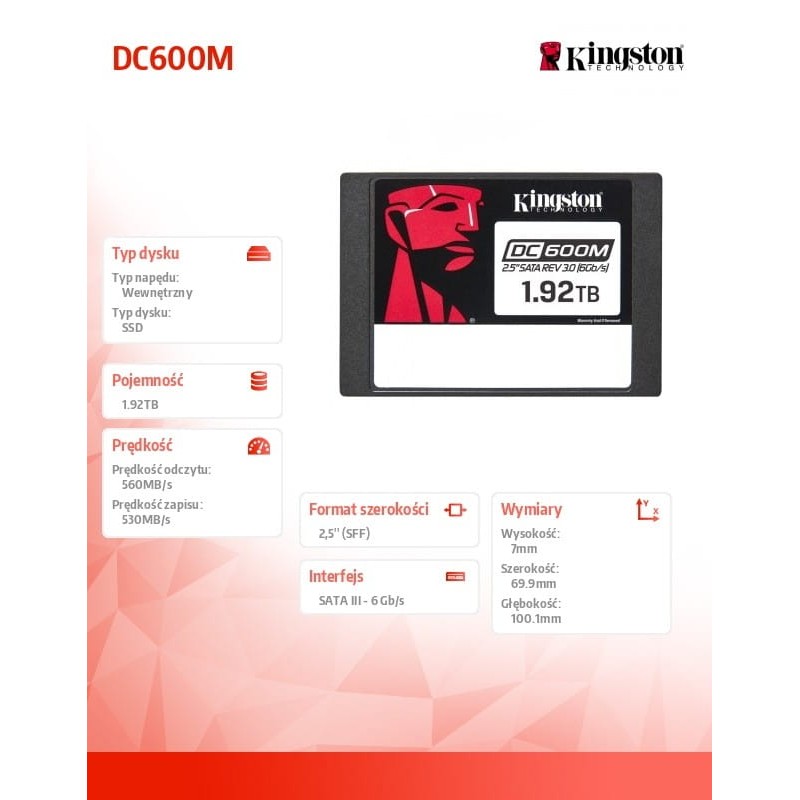 DC600M
Kingston
TECHNOLOGY
Kingston
TECHNOLOGY
DC600M
2.5" SATA REV 3.0 (6Gb/s)
1.92TB
Typ dysku
Typ napędu:
Wewnętrzny
Typ dysku:
SSD
Pojemność
1.92TB
Prędkość
Prędkość odczytu:
560MB/s
Prędkość zapisu:
530MB/s
Format szerokości
2,5'' (SFF)
Interfejs
SATA III - 6 Gb/s
Wymiary
Y
X
Wysokość:
7mm
Szerokość:
69.9mm
Głębokość:
100.1mm